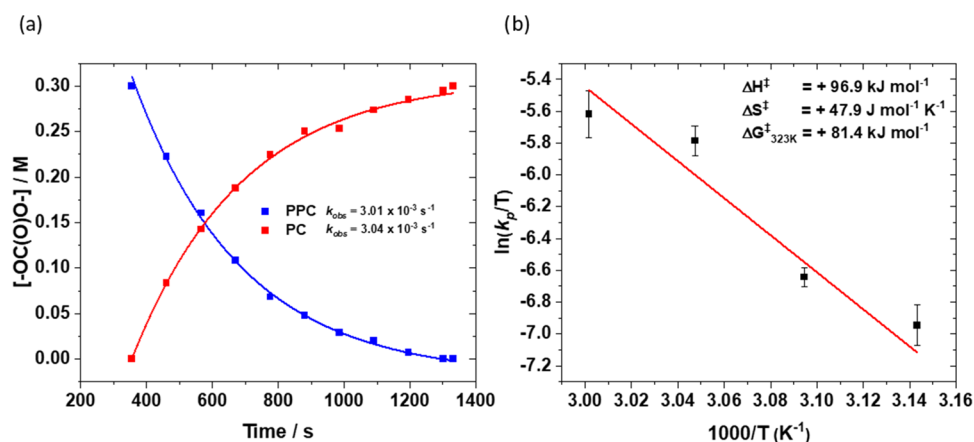 (a)
(b)
[-OC(O)O-] / M
0.30
0.25
0.20
0.15
0.10
0.05
0.00
PPC k_obs = 3.01 x 10⁻³ s⁻¹
PC k_obs = 3.04 x 10⁻³ s⁻¹
200 400 600 800 1000 1200 1400
Time / s
ln(k_p/T)
-5.4
-5.6
-5.8
-6.0
-6.2
-6.4
-6.6
-6.8
-7.0
-7.2
ΔH‡ = + 96.9 kJ mol⁻¹
ΔS‡ = + 47.9 J mol⁻¹ K⁻¹
ΔG‡₃₂₃K = + 81.4 kJ mol⁻¹
3.00 3.02 3.04 3.06 3.08 3.10 3.12 3.14 3.16
1000/T (K⁻¹)